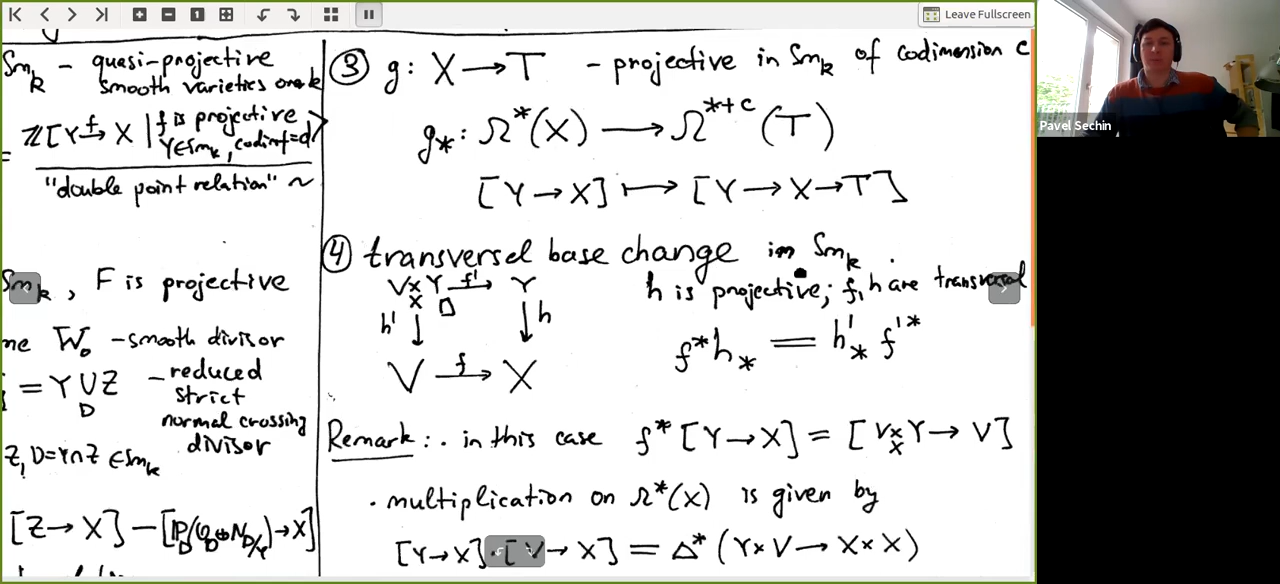 Leave Fullscreen
Pavel Sechin
Sm_k - quasi-projective
smooth varieties over k
= Z[Y →^f X | f is projective
Y∈Sm_k, codim f=d]>
"double point relation" ~
Sm_k, F is projective
W_0 - smooth divisor
= Y ∪_D Z - reduced
strict
normal crossing
divisor
Z, D=Y∩Z ∈ Sm_k
[Z→X] - [P_D(O_D⊕N_{D/Y})→X]
③ g: X → T - projective in Sm_k of codimension c
g_*: Ω^*(X) → Ω^{*+c}(T)
[Y→X] ↦ [Y→X→T]
④ transversal base change in Sm_k.
V×_X Y →^{f'} Y
h' ↓ □ ↓ h
V →^f X
h is projective; f, h are transversal
f^* h_* = h'_* f'^*
Remark: · in this case f^*[Y→X] = [V×_X Y → V]
· multiplication on Ω^*(X) is given by
[Y→X]·[V→X] = Δ^*(Y×V → X×X)